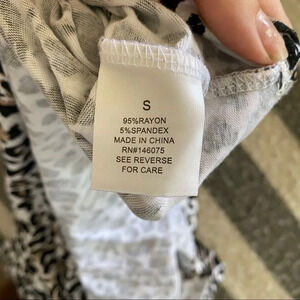 S
95%RAYON
5%SPANDEX
MADE IN CHINA
RN#146075
SEE REVERSE
FOR CARE